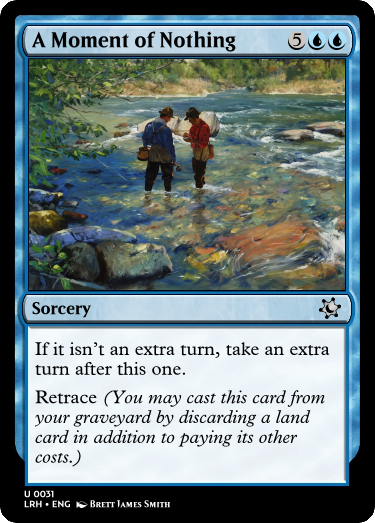 A Moment of Nothing 5
Sorcery
If it isn't an extra turn, take an extra
turn after this one.
Retrace (You may cast this card from
your graveyard by discarding a land
card in addition to paying its other
costs.)
U 0031
LRH • ENG Brett James Smith